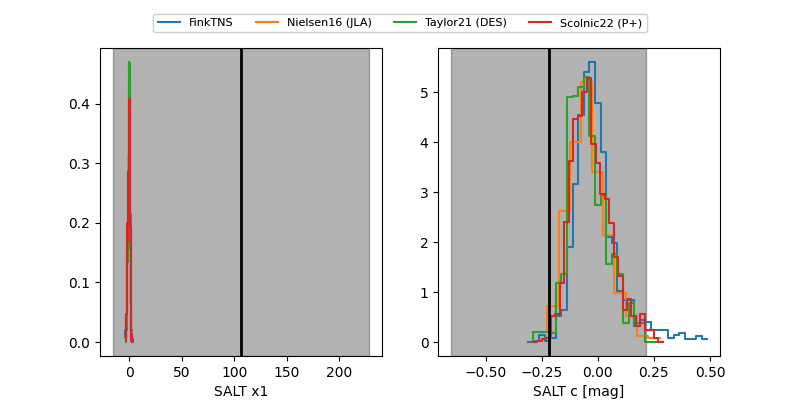 FinkTNS Nielsen16 (JLA) Taylor21 (DES) Scolnic22 (P+)
0.4
0.3
0.2
0.1
0.0
0 50 100 150 200
SALT x1
5
4
3
2
1
0
−0.50 −0.25 0.00 0.25 0.50
SALT c [mag]